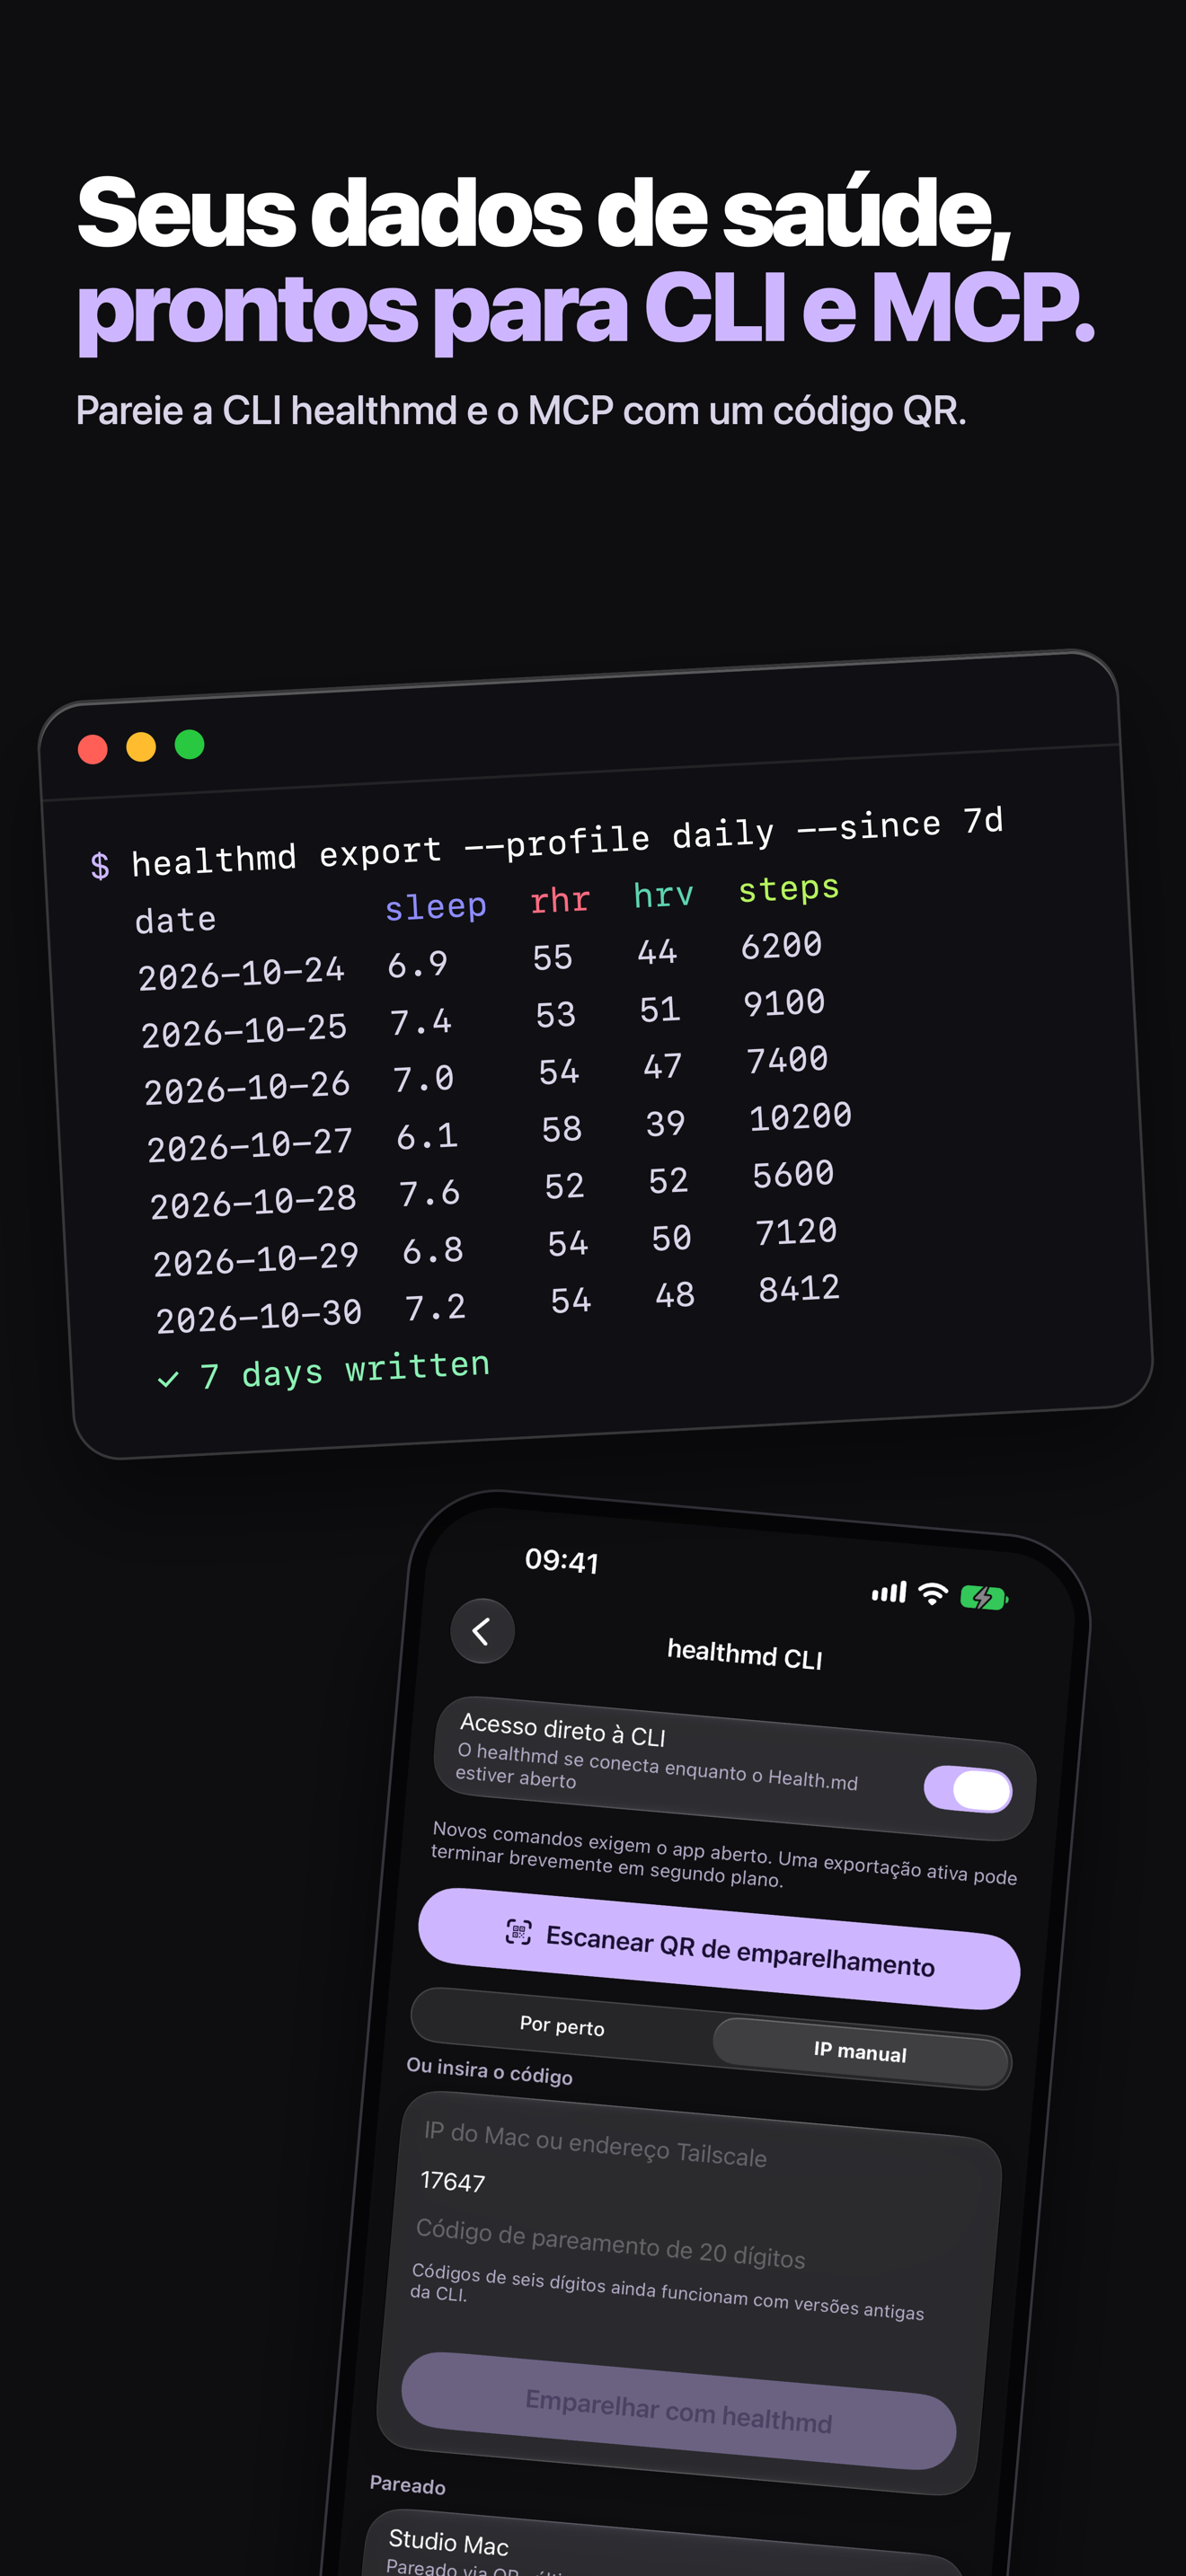 Seus dados de saúde,
prontos para CLI e MCP.
Pareie a CLI healthmd e o MCP com um código QR.
$ healthmd export --profile daily --since 7d
date sleep rhr hrv steps
2026-10-24 6.9 55 44 6200
2026-10-25 7.4 53 51 9100
2026-10-26 7.0 54 47 7400
2026-10-27 6.1 58 39 10200
2026-10-28 7.6 52 52 5600
2026-10-29 6.8 54 50 7120
2026-10-30 7.2 54 48 8412
✓ 7 days written
09:41
healthmd CLI
Acesso direto à CLI
O healthmd se conecta enquanto o Health.md
estiver aberto
Novos comandos exigem o app aberto. Uma exportação ativa pode
terminar brevemente em segundo plano.
Escanear QR de emparelhamento
Por perto
IP manual
Ou insira o código
IP do Mac ou endereço Tailscale
17647
Código de pareamento de 20 dígitos
Códigos de seis dígitos ainda funcionam com versões antigas
da CLI.
Emparelhar com healthmd
Pareado
Studio Mac
Pareado via QR